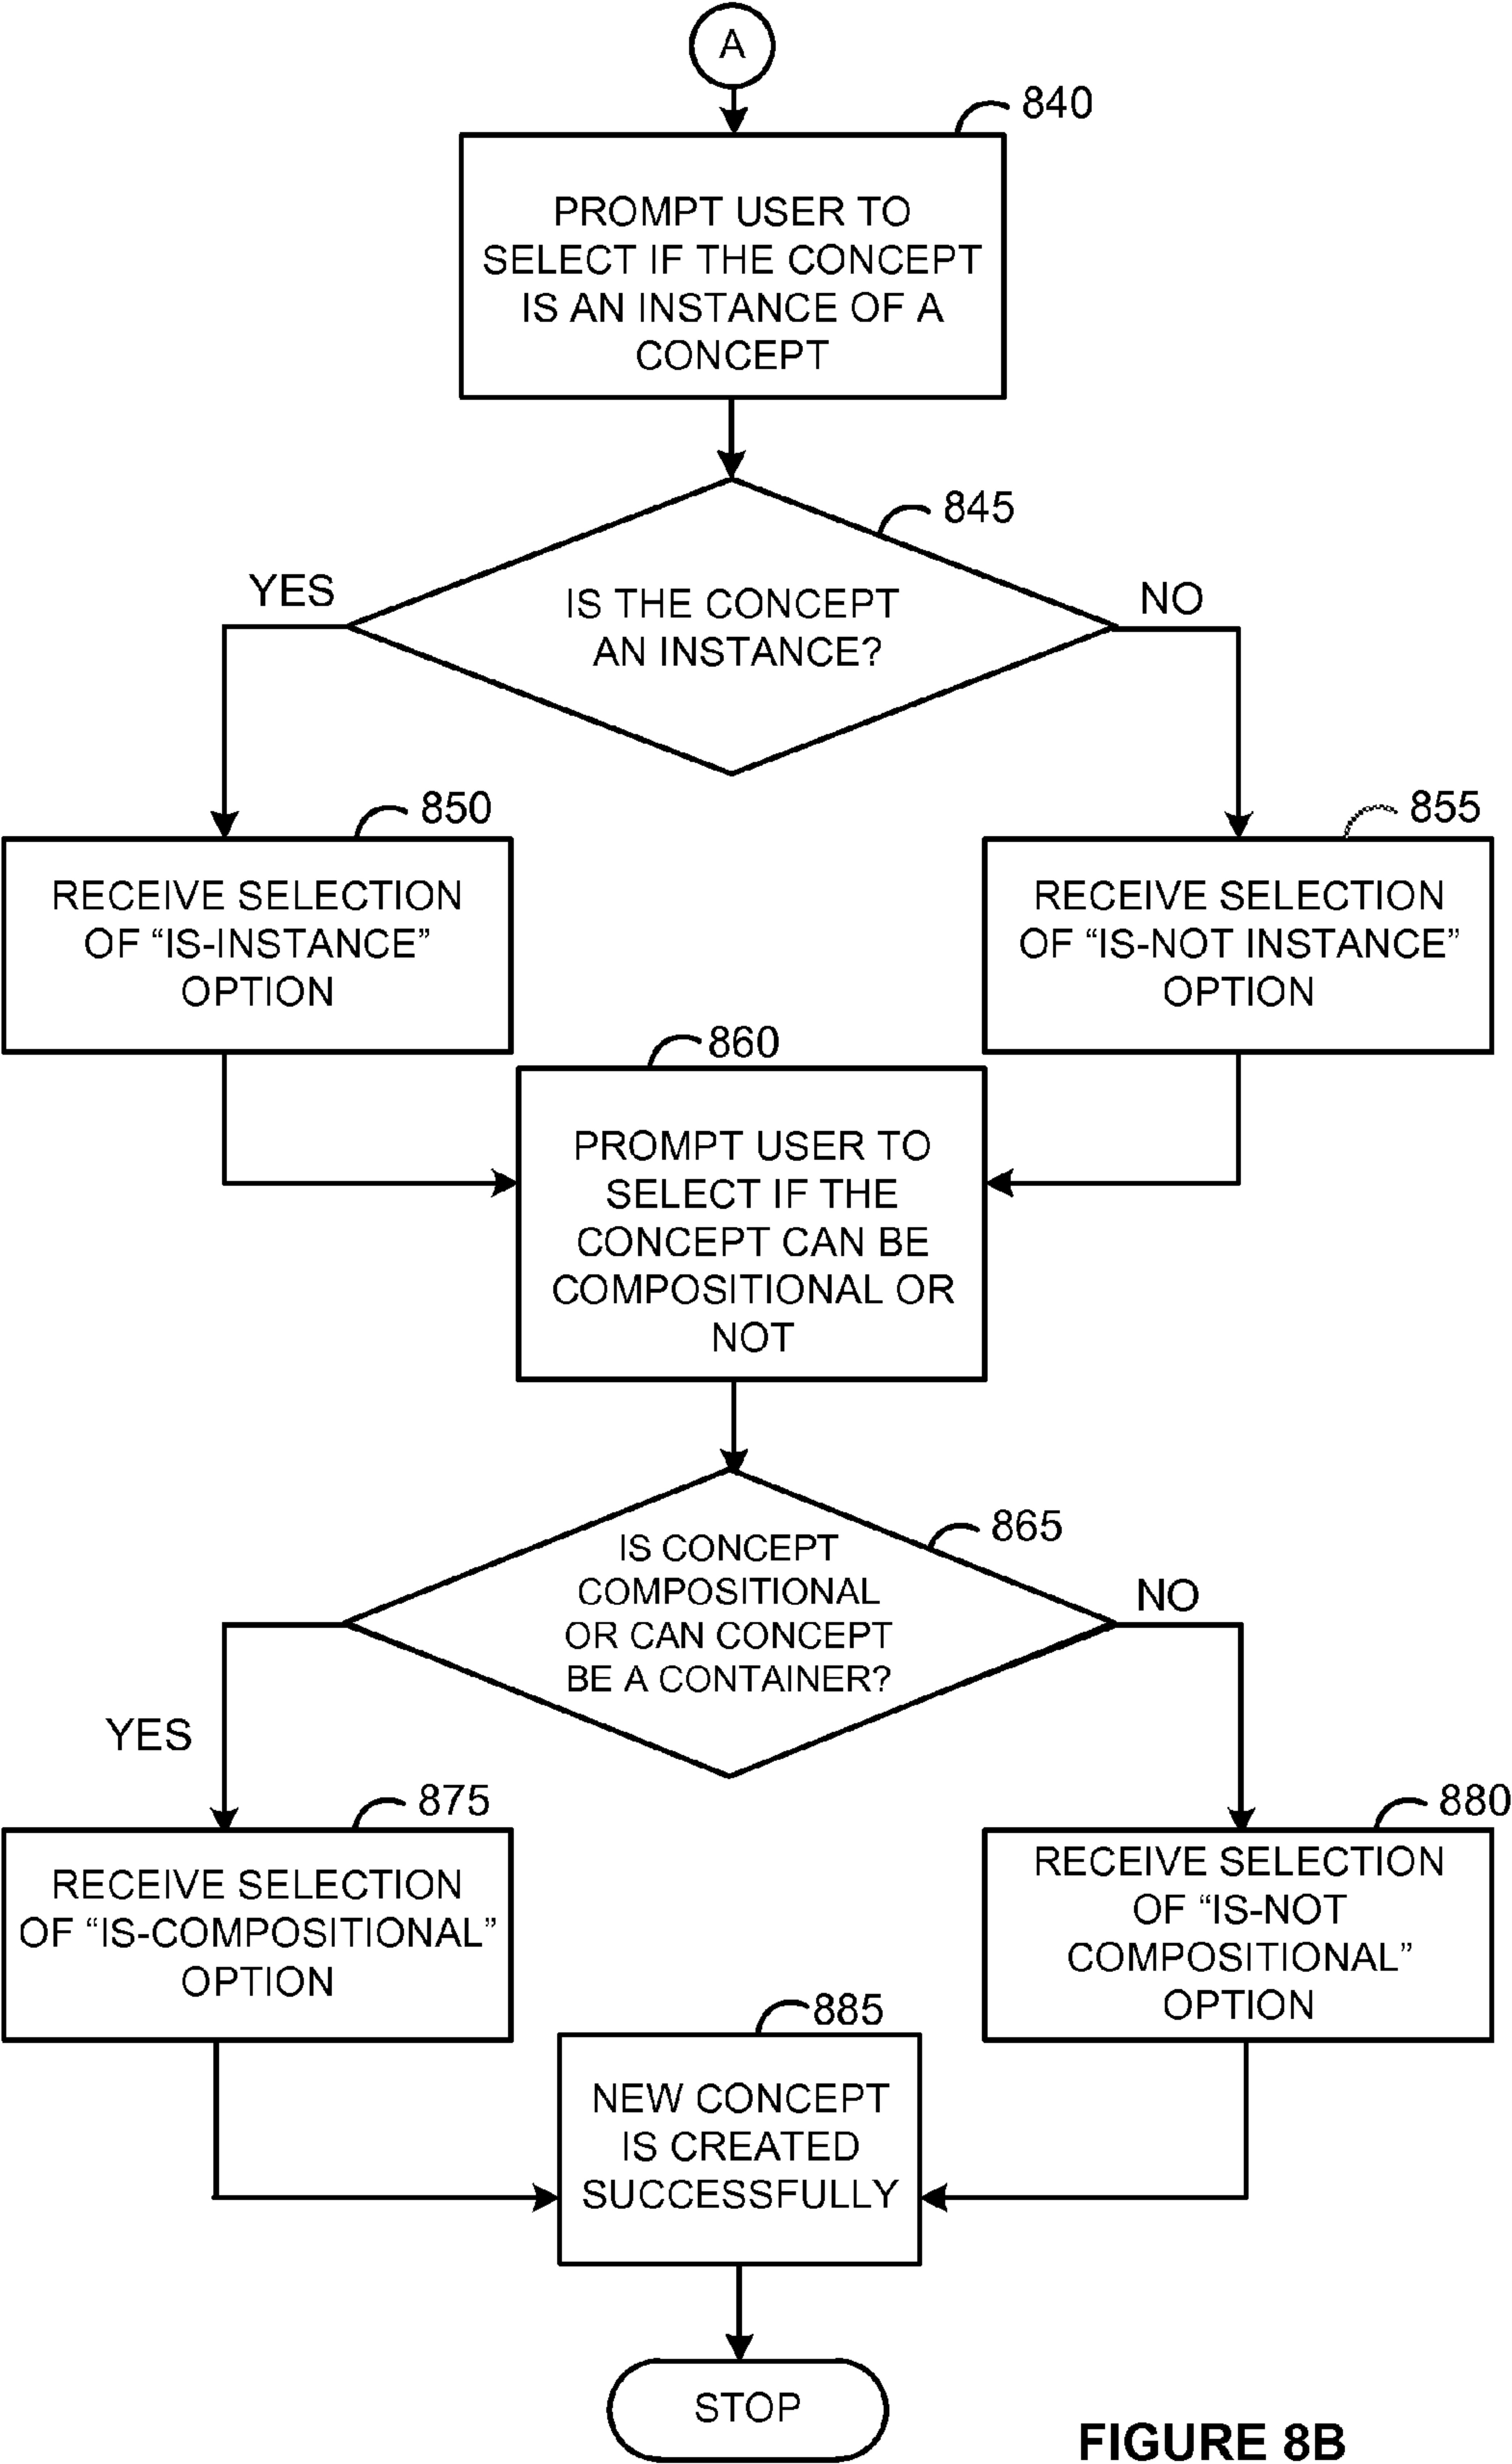 A
840
PROMPT USER TO
SELECT IF THE CONCEPT
IS AN INSTANCE OF A
CONCEPT
845
YES
IS THE CONCEPT
AN INSTANCE?
NO
850
RECEIVE SELECTION
OF “IS-INSTANCE”
OPTION
855
RECEIVE SELECTION
OF “IS-NOT INSTANCE”
OPTION
860
PROMPT USER TO
SELECT IF THE
CONCEPT CAN BE
COMPOSITIONAL OR
NOT
865
IS CONCEPT
COMPOSITIONAL
OR CAN CONCEPT
BE A CONTAINER?
NO
YES
875
RECEIVE SELECTION
OF “IS-COMPOSITIONAL”
OPTION
880
RECEIVE SELECTION
OF “IS-NOT
COMPOSITIONAL”
OPTION
885
NEW CONCEPT
IS CREATED
SUCCESSFULLY
STOP
FIGURE 8B